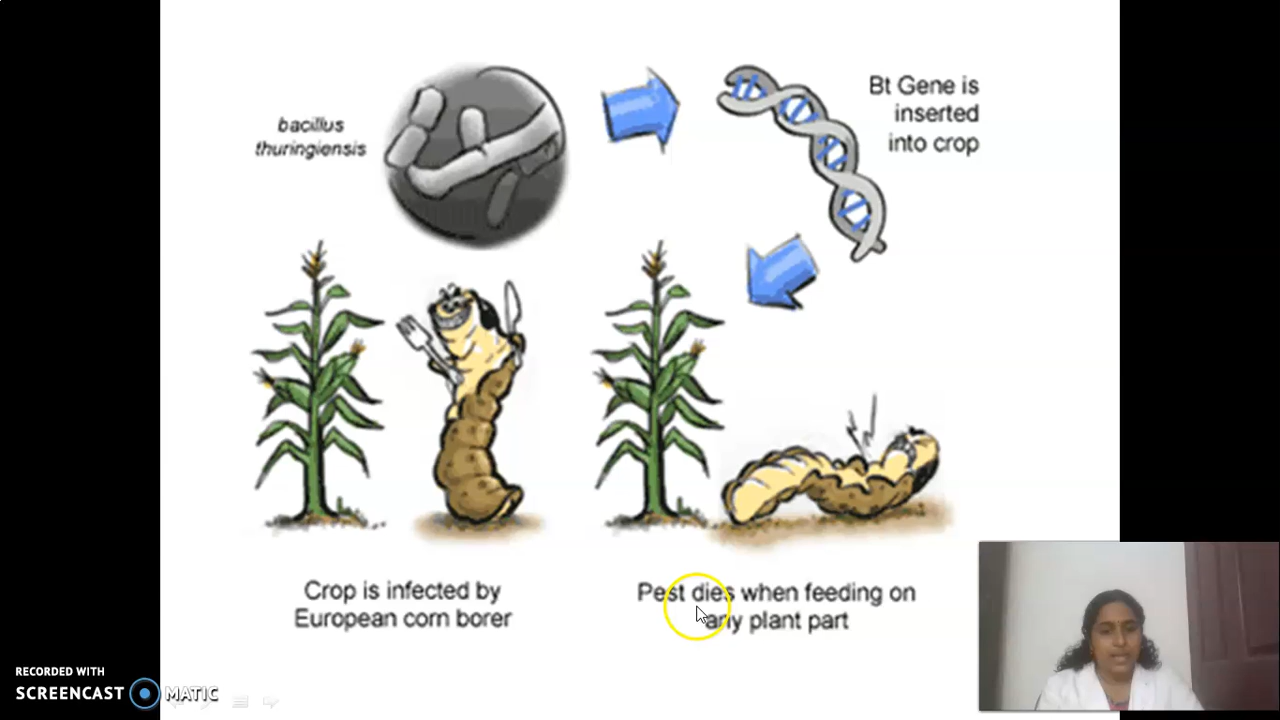 bacillus
thuringiensis
Bt Gene is
inserted
into crop
Crop is infected by
European corn borer
Pest dies when feeding on
any plant part
RECORDED WITH
SCREENCAST MATIC